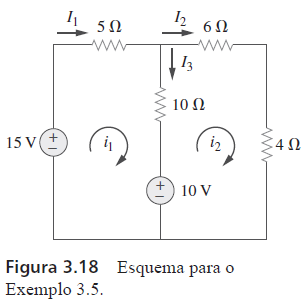 I₁ 5 Ω I₂ 6 Ω
I₃
10 Ω
15 V + − i₁ i₂ 4 Ω
+ − 10 V
Figura 3.18 Esquema para o
Exemplo 3.5.